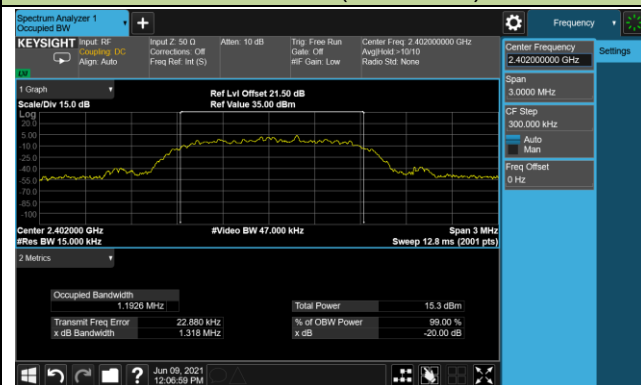 Spectrum Analyzer 1
Occupied BW
Frequency
KEYSIGHT
Input: RF
Coupling: DC
Align: Auto
Input Z: 50 Ω
Corrections: Off
Freq Ref: Int (S)
Atten: 10 dB
Trig: Free Run
Gate: Off
#IF Gain: Low
Center Freq: 2.402000000 GHz
Avg|Hold:>10/10
Radio Std: None
Center Frequency
2.402000000 GHz
Settings
Span
3.0000 MHz
CF Step
300.000 kHz
Auto
Man
Freq Offset
0 Hz
1 Graph
Scale/Div 15.0 dB
Ref Lvl Offset 21.50 dB
Ref Value 35.00 dBm
Log
20.0
5.00
-10.0
-25.0
-40.0
-55.0
-70.0
-85.0
-100
Center 2.402000 GHz
#Res BW 15.000 kHz
#Video BW 47.000 kHz
Span 3 MHz
Sweep 12.8 ms (2001 pts)
2 Metrics
Occupied Bandwidth
1.1926 MHz
Total Power 15.3 dBm
Transmit Freq Error 22.880 kHz
% of OBW Power 99.00 %
x dB Bandwidth 1.318 MHz
x dB -20.00 dB
?
Jun 09, 2021
12:06:59 PM